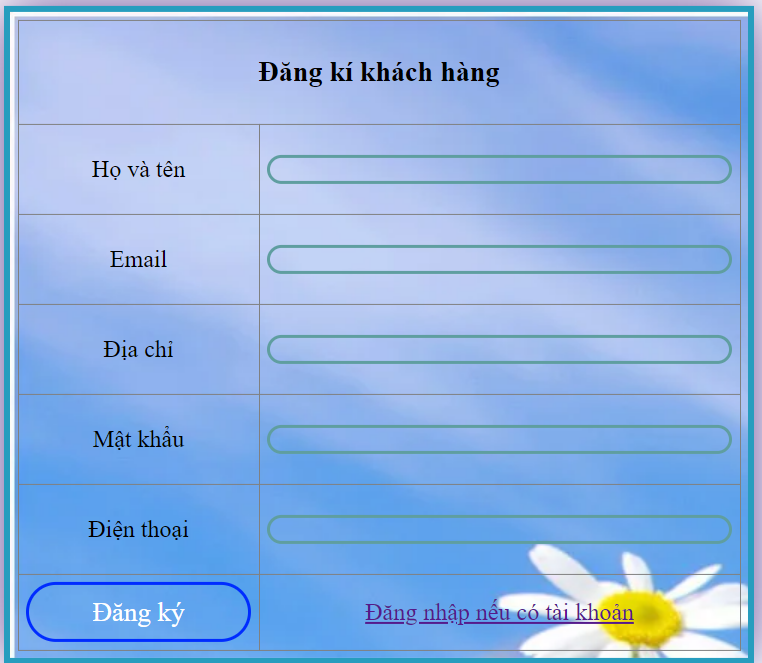 Đăng kí khách hàng
Họ và tên
Email
Địa chỉ
Mật khẩu
Điện thoại
Đăng ký
Đăng nhập nếu có tài khoản